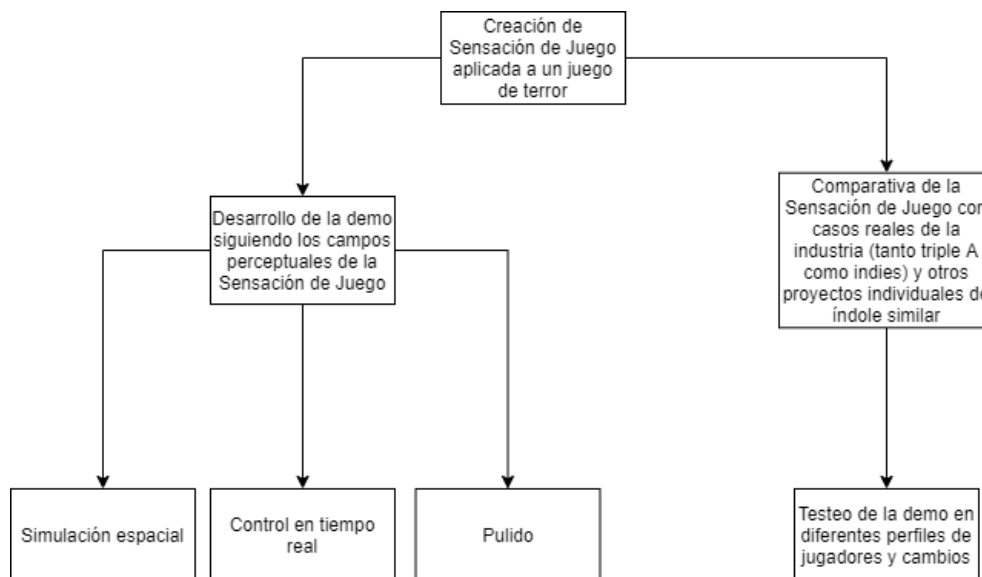 Creación de
Sensación de Juego
aplicada a un juego
de terror
Desarrollo de la demo
siguiendo los campos
perceptuales de la
Sensación de Juego
Comparativa de la
Sensación de Juego con
casos reales de la
industria (tanto triple A
como indies) y otros
proyectos individuales de
índole similar
Simulación espacial
Control en tiempo
real
Pulido
Testeo de la demo en
diferentes perfiles de
jugadores y cambios